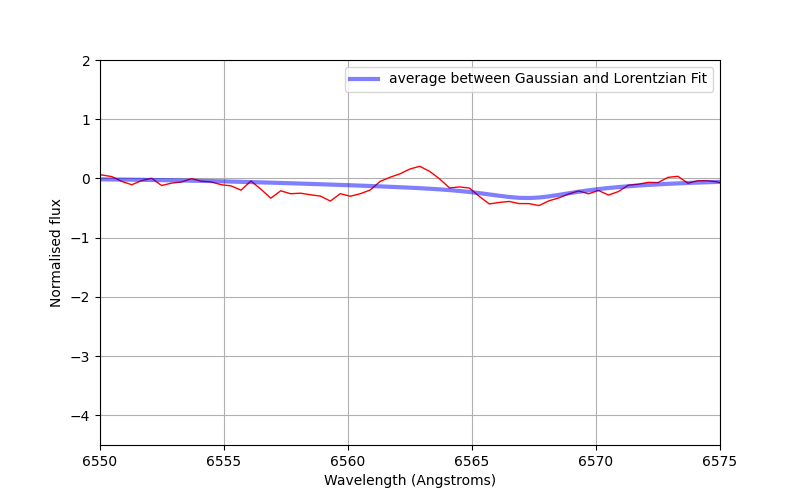 average between Gaussian and Lorentzian Fit
2
1
0
−1
−2
−3
−4
Normalised flux
6550 6555 6560 6565 6570 6575
Wavelength (Angstroms)